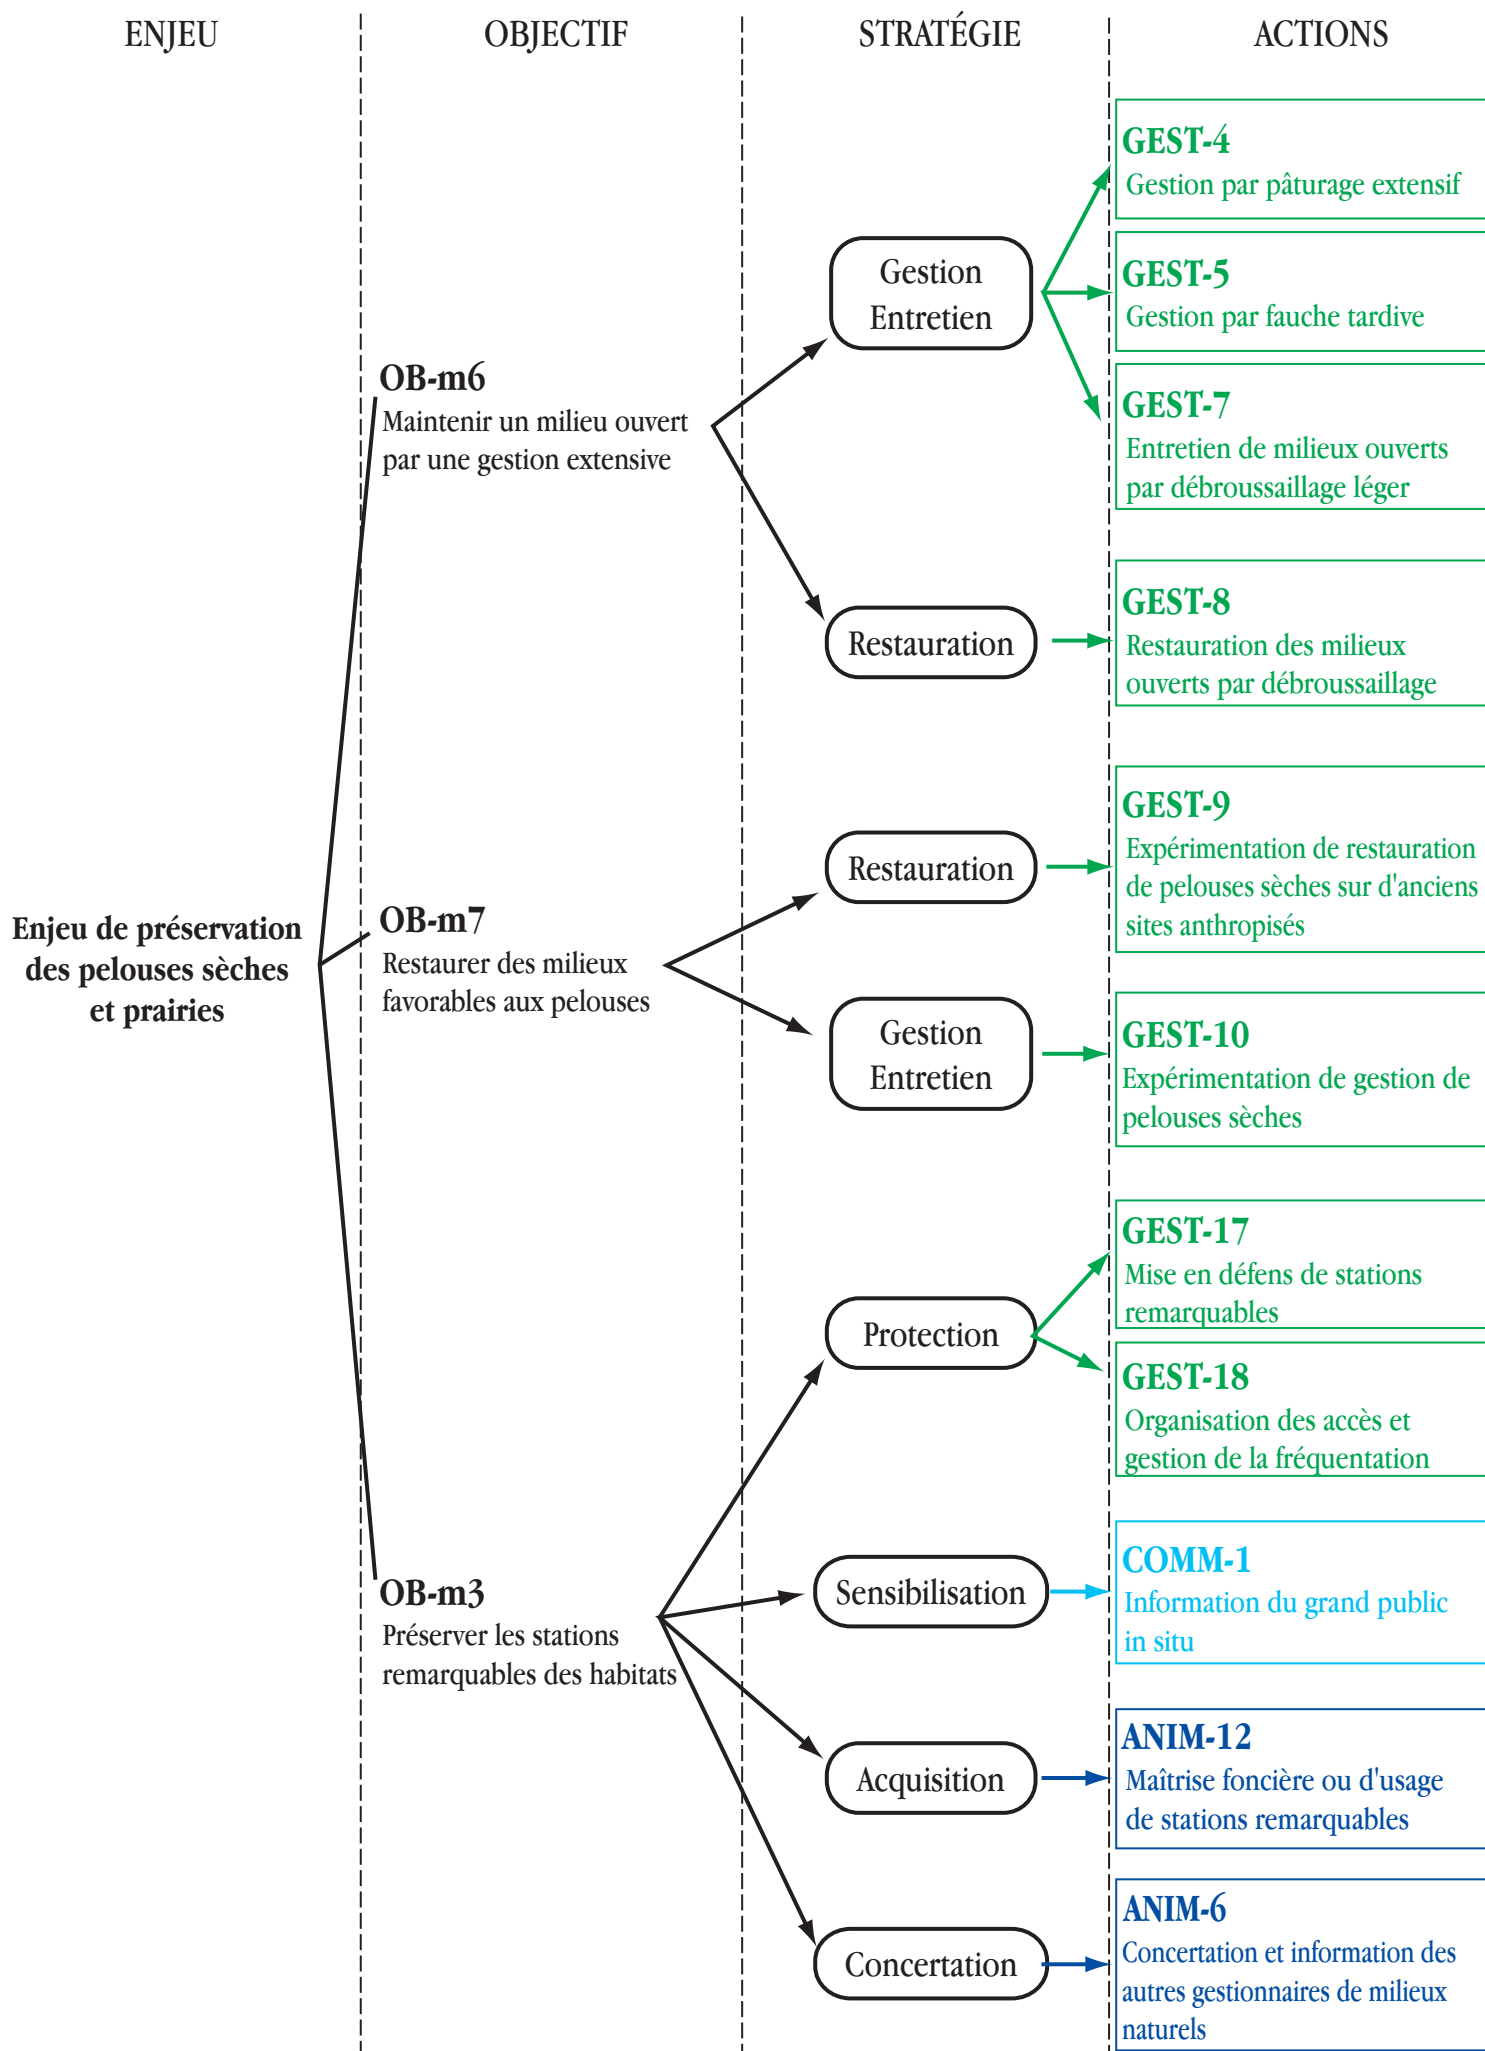 ENJEU
OBJECTIF
STRATÉGIE
ACTIONS
Enjeu de préservation
des pelouses sèches
et prairies
OB-m6
Maintenir un milieu ouvert
par une gestion extensive
Gestion
Entretien
GEST-4
Gestion par pâturage extensif
GEST-5
Gestion par fauche tardive
GEST-7
Entretien de milieux ouverts
par débroussaillage léger
Restauration
GEST-8
Restauration des milieux
ouverts par débroussaillage
OB-m7
Restaurer des milieux
favorables aux pelouses
Restauration
GEST-9
Expérimentation de restauration
de pelouses sèches sur d'anciens
sites anthropisés
Gestion
Entretien
GEST-10
Expérimentation de gestion de
pelouses sèches
OB-m3
Préserver les stations
remarquables des habitats
Protection
GEST-17
Mise en défens de stations
remarquables
GEST-18
Organisation des accès et
gestion de la fréquentation
Sensibilisation
COMM-1
Information du grand public
in situ
Acquisition
ANIM-12
Maîtrise foncière ou d'usage
de stations remarquables
Concertation
ANIM-6
Concertation et information des
autres gestionnaires de milieux
naturels